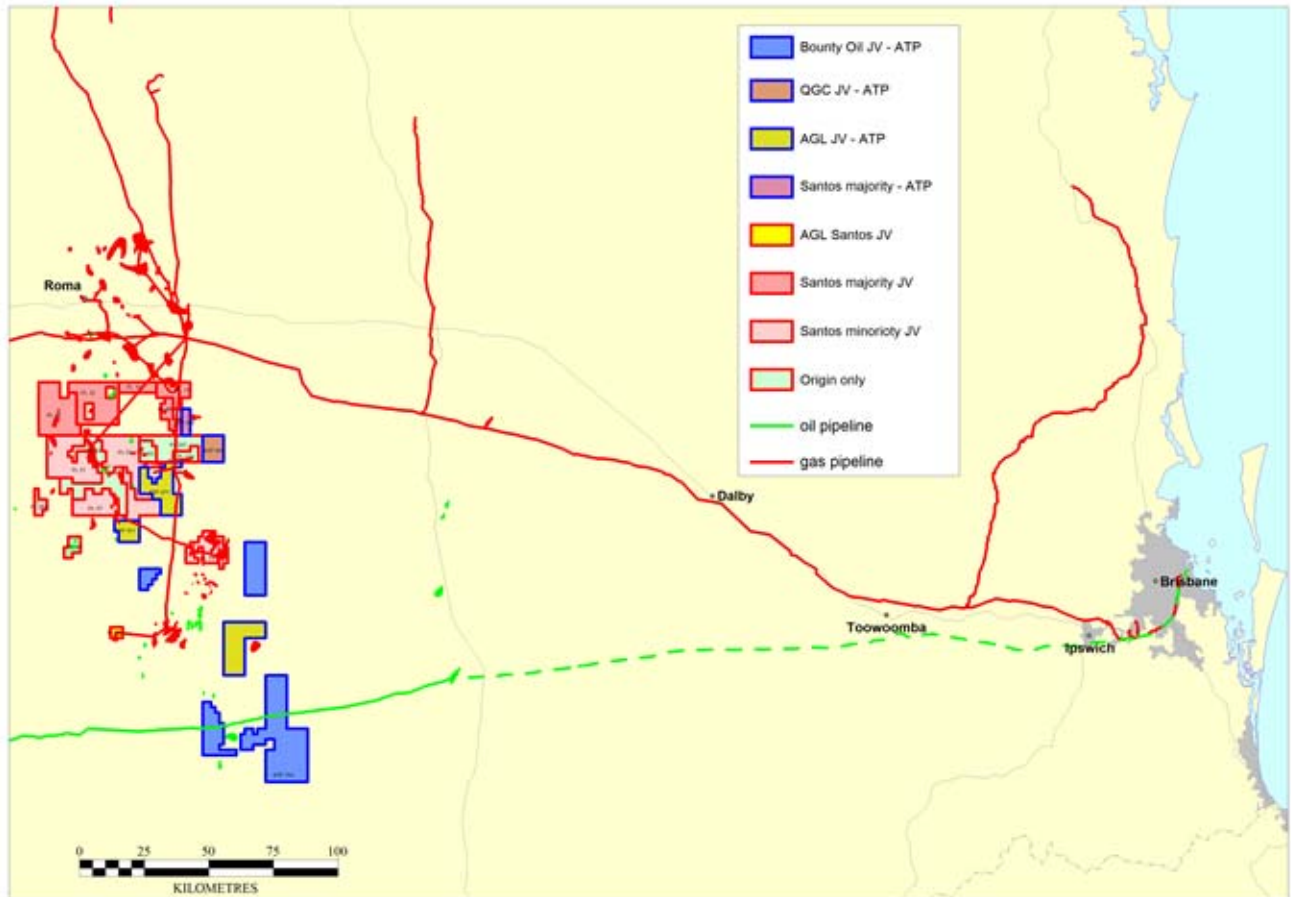 Bounty Oil JV - ATP
QGC JV - ATP
AGL JV - ATP
Santos majority - ATP
AGL Santos JV
Santos majority JV
Santos minorioty JV
Origin only
oil pipeline
gas pipeline
Roma
Dalby
Toowoomba
Brisbane
Ipswich
0 25 50 75 100
KILOMETRES